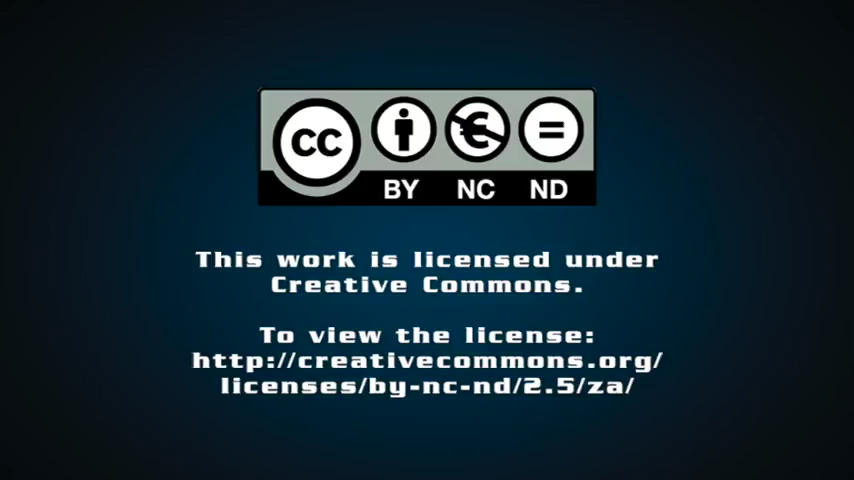 CC
BY NC ND
This work is licensed under
Creative Commons.
To view the license:
http://creativecommons.org/
licenses/by-nc-nd/2.5/za/